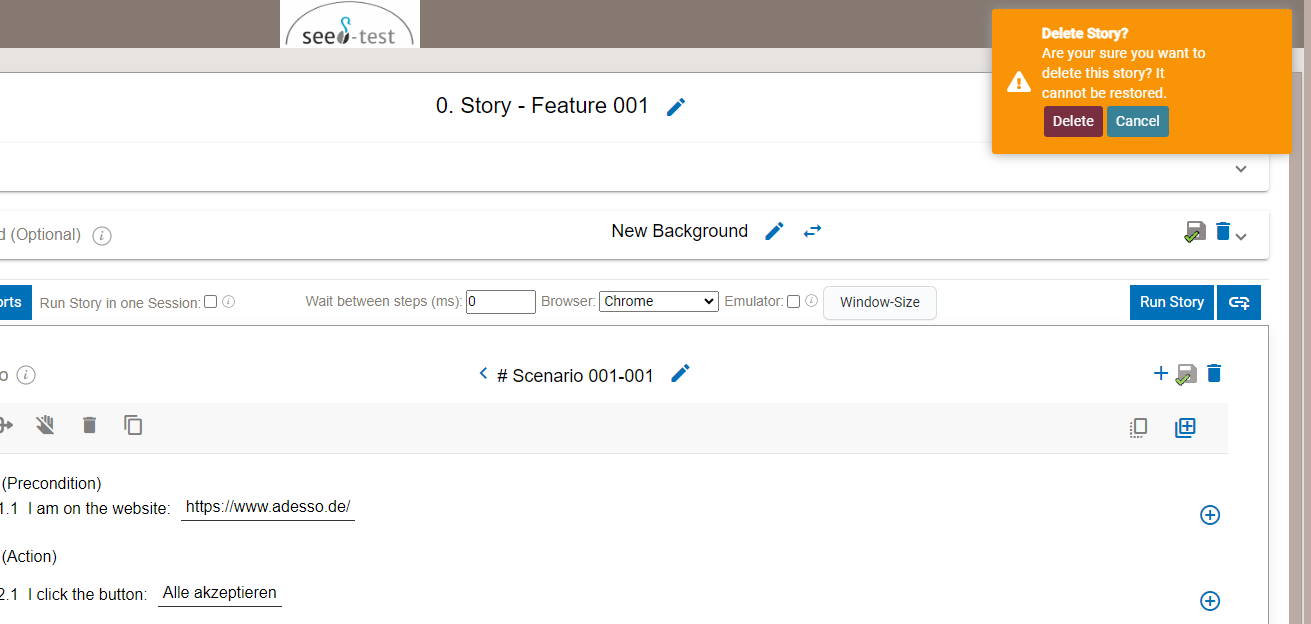 seed-test
Delete Story?
Are your sure you want to
delete this story? It
cannot be restored.
Delete Cancel
0. Story - Feature 001
(Optional)
New Background
Run Story in one Session:
Wait between steps (ms): 0
Browser: Chrome
Emulator:
Window-Size
Run Story
# Scenario 001-001
(Precondition)
1.1 I am on the website: https://www.adesso.de/
(Action)
2.1 I click the button: Alle akzeptieren